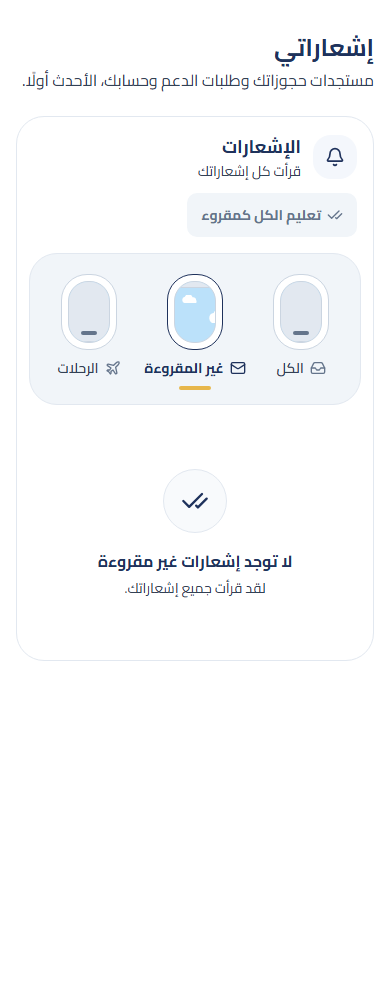 إشعاراتي
مستجدات حجوزاتك وطلبات الدعم وحسابك، الأحدث أولًا.
الإشعارات
قرأت كل إشعاراتك
تعليم الكل كمقروء
الكل
غير المقروءة
الرحلات
لا توجد إشعارات غير مقروءة
لقد قرأت جميع إشعاراتك.